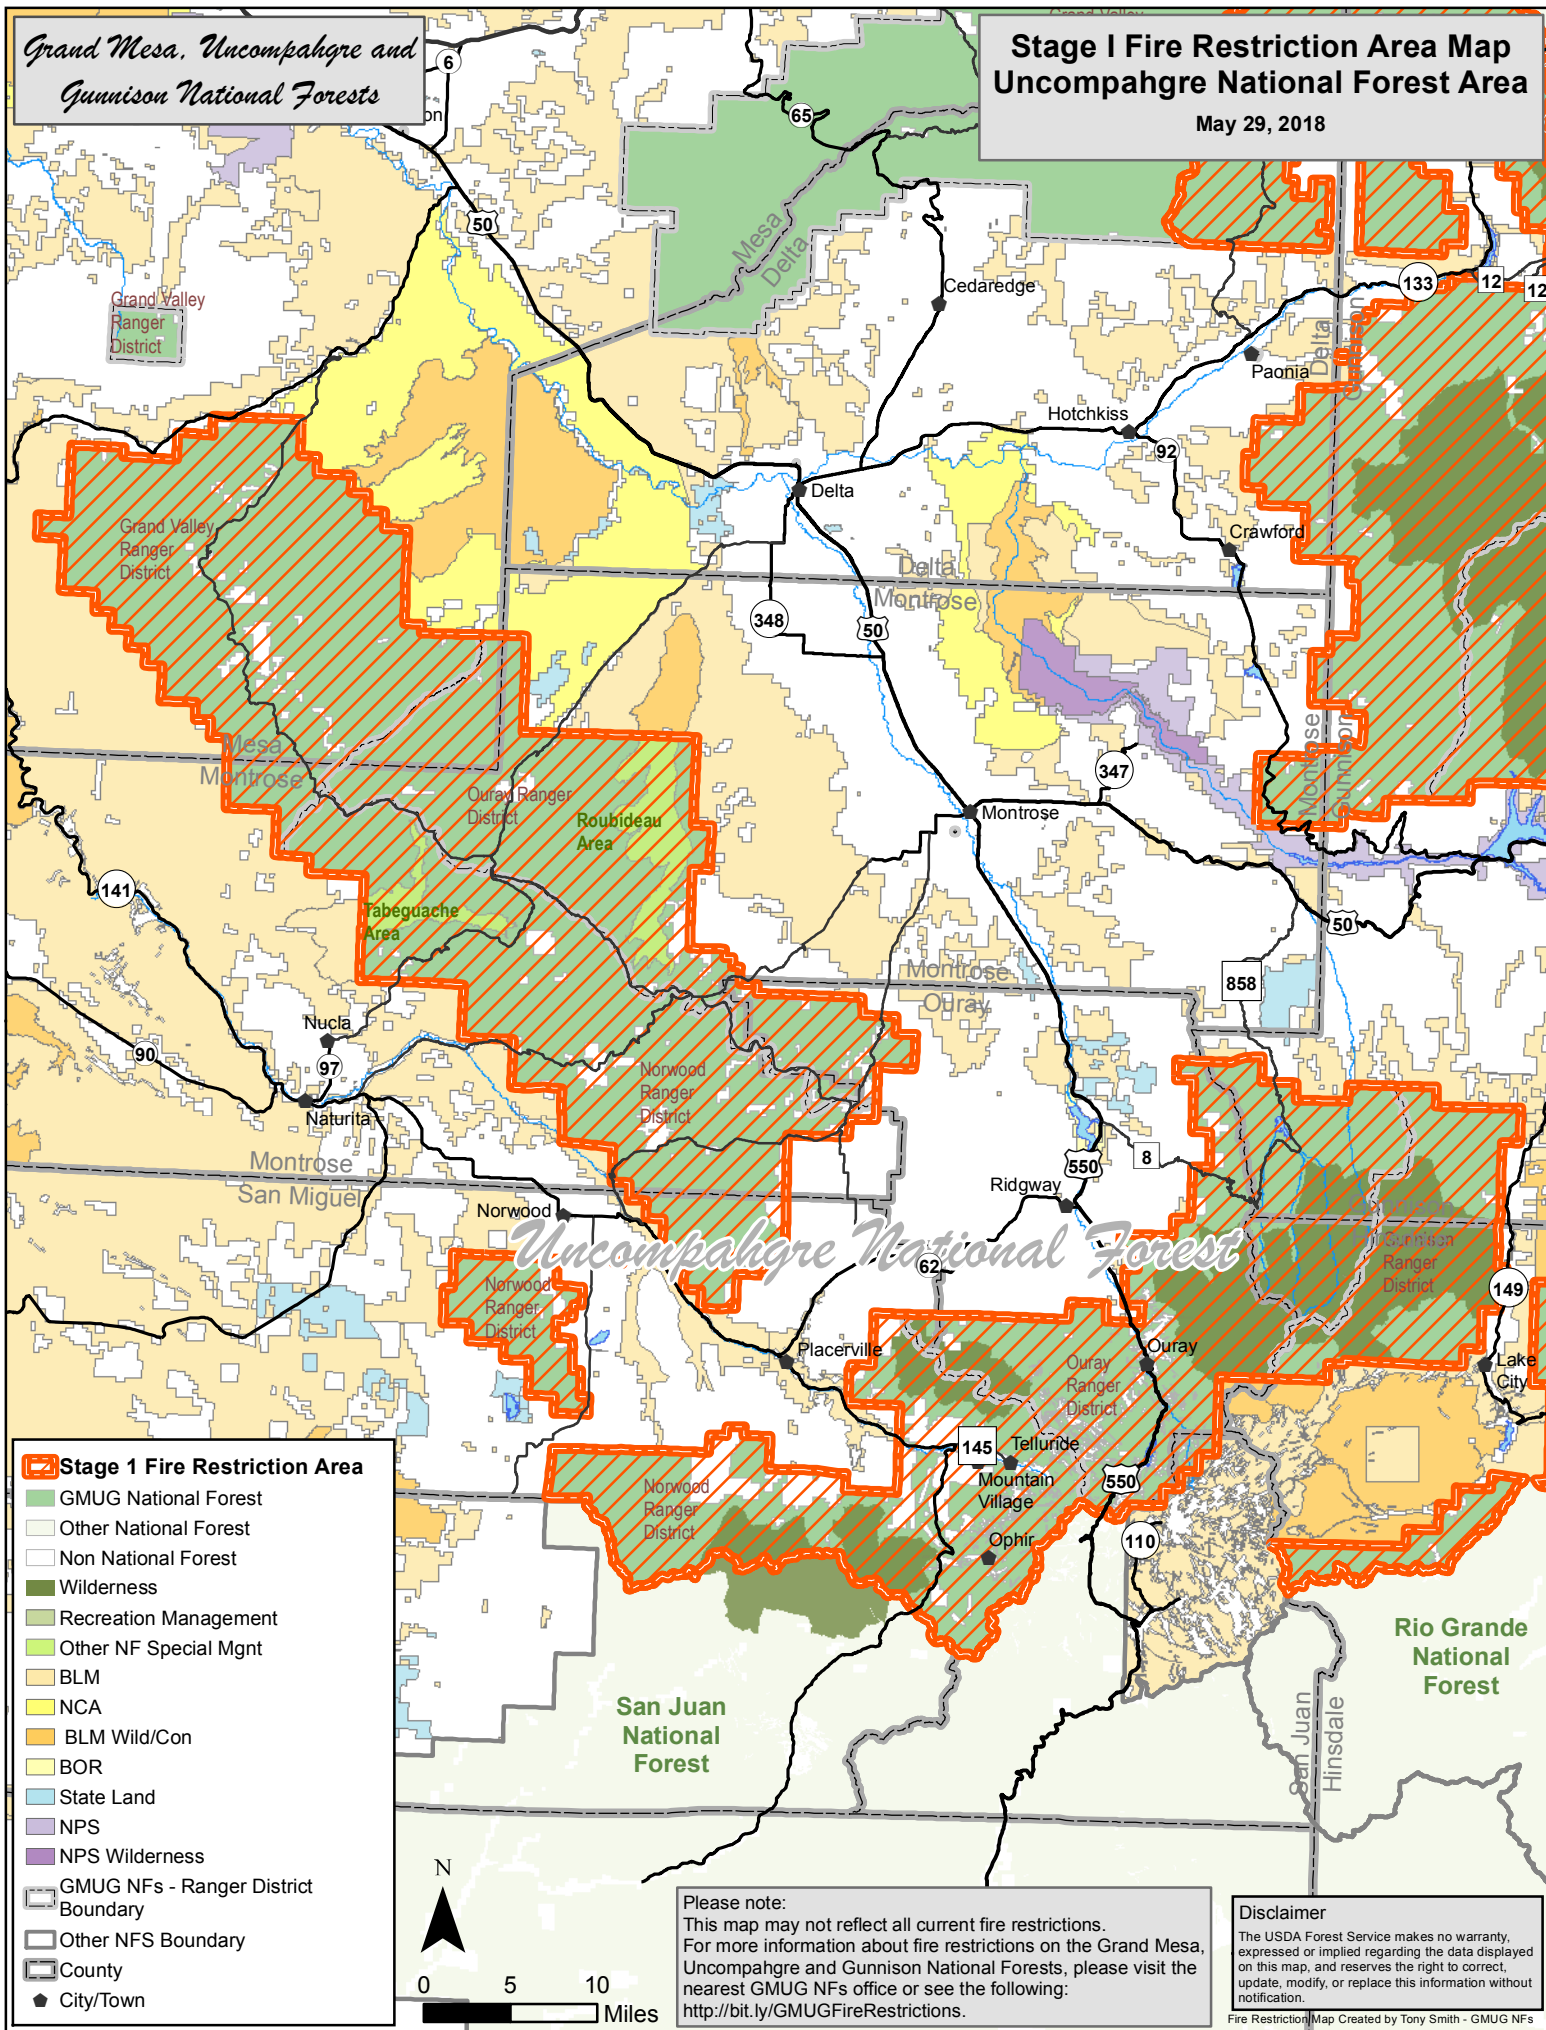 Grand Mesa, Uncompahgre and
Gunnison National Forests
Stage I Fire Restriction Area Map
Uncompahgre National Forest Area
May 29, 2018
Grand Valley
6
on
65
50
Mesa
Delta
Grand Valley
Ranger
District
Cedaredge
133
12
12
Delta
Gunnison
Paonia
Hotchkiss
92
Delta
Crawford
Grand Valley
Ranger
District
Delta
Montrose
348
50
Mesa
Montrose
347
Montrose
Gunnison
Ouray Ranger
District
Roubideau
Area
Montrose
141
Tabeguache
Area
50
Montrose
Ouray
858
Nucla
90
97
Norwood
Ranger
District
Naturita
Montrose
San Miguel
550
8
Ridgway
Norwood
Uncompahgre National Forest
62
Gunnison
Ranger
District
149
Norwood
Ranger
District
Placerville
Ouray
Ouray
Ranger
District
Lake
City
145
Telluride
Mountain
Village
550
Norwood
Ranger
District
Ophir
110
Rio Grande
National
Forest
San Juan
National
Forest
San Juan
Hinsdale
Stage 1 Fire Restriction Area
GMUG National Forest
Other National Forest
Non National Forest
Wilderness
Recreation Management
Other NF Special Mgnt
BLM
NCA
BLM Wild/Con
BOR
State Land
NPS
NPS Wilderness
GMUG NFs - Ranger District
Boundary
Other NFS Boundary
County
City/Town
N
0 5 10
Miles
Please note:
This map may not reflect all current fire restrictions.
For more information about fire restrictions on the Grand Mesa,
Uncompahgre and Gunnison National Forests, please visit the
nearest GMUG NFs office or see the following:
http://bit.ly/GMUGFireRestrictions.
Disclaimer
The USDA Forest Service makes no warranty,
expressed or implied regarding the data displayed
on this map, and reserves the right to correct,
update, modify, or replace this information without
notification.
Fire Restriction Map Created by Tony Smith - GMUG NFs